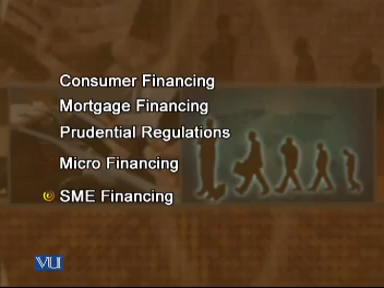 Consumer Financing
Mortgage Financing
Prudential Regulations
Micro Financing
SME Financing
VU